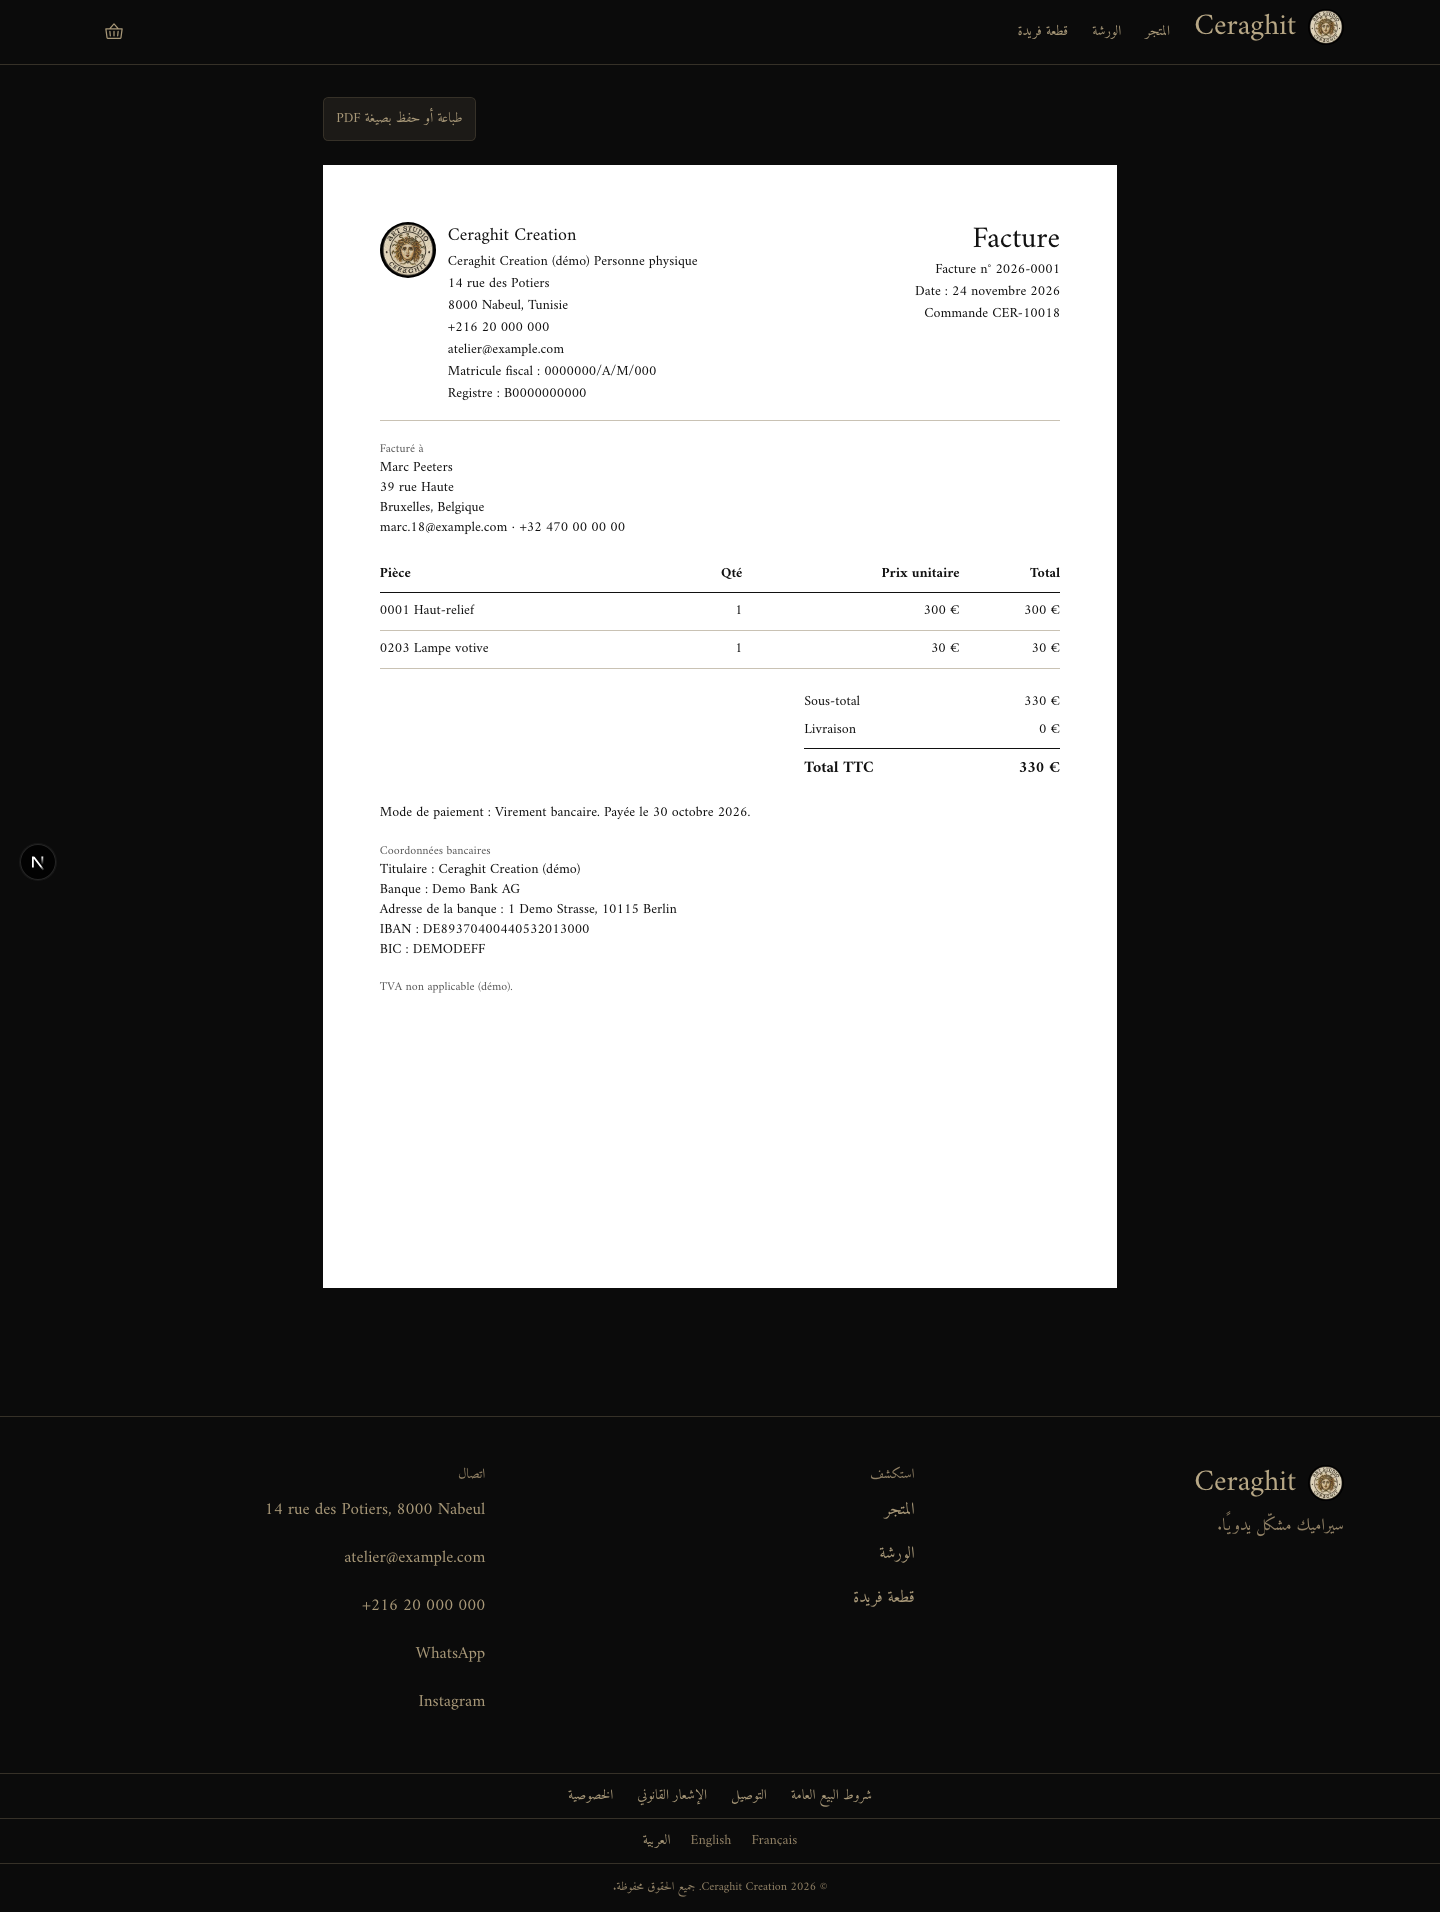 Ceraghit
المتجر
الورشة
قطعة فريدة
طباعة أو حفظ بصيغة PDF
ART STUDIO
CERAGHIT
Ceraghit Creation
Ceraghit Creation (démo) Personne physique
14 rue des Potiers
8000 Nabeul, Tunisie
+216 20 000 000
atelier@example.com
Matricule fiscal : 0000000/A/M/000
Registre : B0000000000
Facture
Facture n° 2026-0001
Date : 24 novembre 2026
Commande CER-10018
Facturé à
Marc Peeters
39 rue Haute
Bruxelles, Belgique
marc.18@example.com · +32 470 00 00 00
Pièce Qté Prix unitaire Total
0001 Haut-relief 1 300 € 300 €
0203 Lampe votive 1 30 € 30 €
Sous-total 330 €
Livraison 0 €
Total TTC 330 €
Mode de paiement : Virement bancaire. Payée le 30 octobre 2026.
Coordonnées bancaires
Titulaire : Ceraghit Creation (démo)
Banque : Demo Bank AG
Adresse de la banque : 1 Demo Strasse, 10115 Berlin
IBAN : DE89370400440532013000
BIC : DEMODEFF
TVA non applicable (démo).
Ceraghit
سيراميك مشكّل يدويًا.
استكشف
المتجر
الورشة
قطعة فريدة
اتصال
14 rue des Potiers, 8000 Nabeul
atelier@example.com
+216 20 000 000
WhatsApp
Instagram
شروط البيع العامة التوصيل الإشعار القانوني الخصوصية
Français English العربية
© 2026 Ceraghit Creation. جميع الحقوق محفوظة.